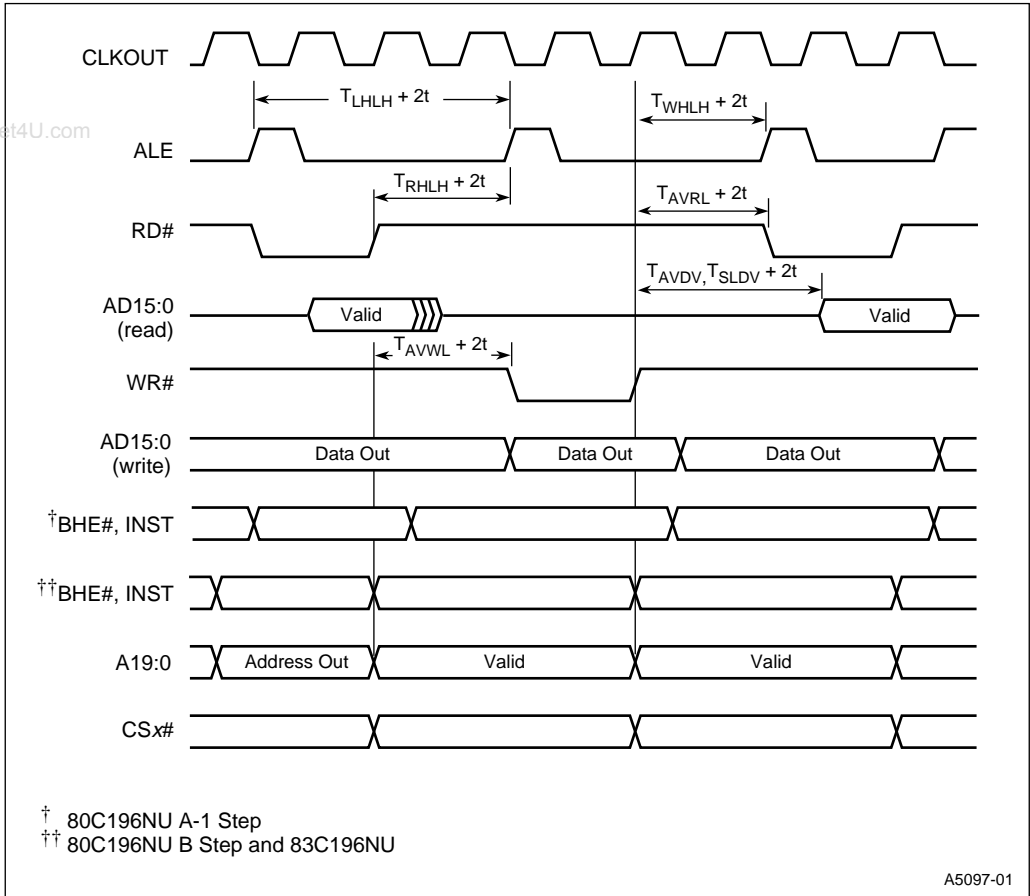 CLKOUT
T_LHLH + 2t
T_WHLH + 2t
et4U.com
ALE
T_RHLH + 2t
T_AVRL + 2t
RD#
T_AVDV,T_SLDV + 2t
AD15:0
(read)
Valid
Valid
T_AVWL + 2t
WR#
AD15:0
(write)
Data Out
Data Out
Data Out
†BHE#, INST
††BHE#, INST
A19:0
Address Out
Valid
Valid
CSx#
† 80C196NU A-1 Step
†† 80C196NU B Step and 83C196NU
A5097-01